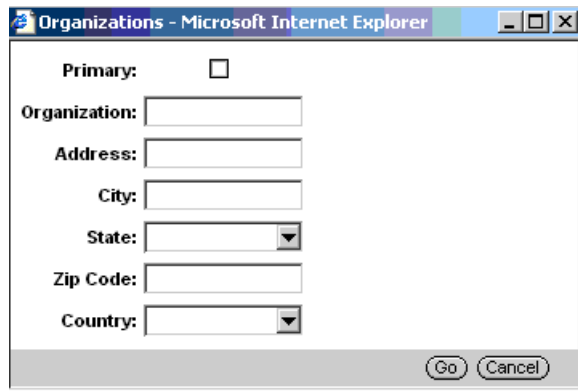 Organizations - Microsoft Internet Explorer
Primary:
Organization:
Address:
City:
State:
Zip Code:
Country:
Go Cancel